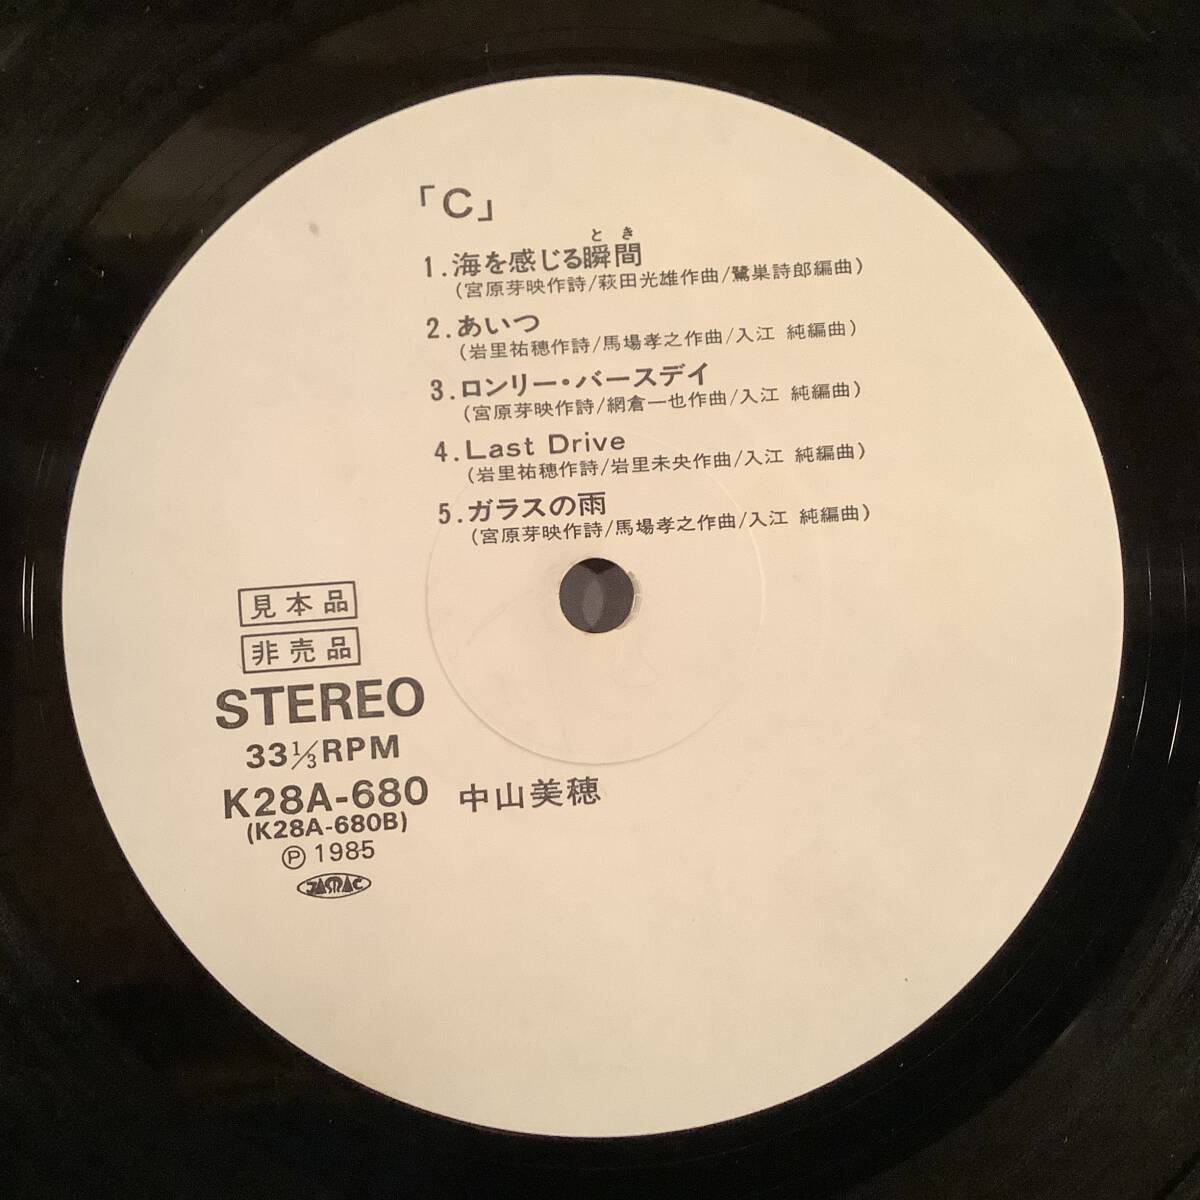 「C」
とき
1.海を感じる瞬間
(宮原芽映作詩/萩田光雄作曲/鷺巣詩郎編曲)
2.あいつ
(岩里祐穂作詩/馬場孝之作曲/入江 純編曲)
3.ロンリー・バースデイ
(宮原芽映作詩/網倉一也作曲/入江 純編曲)
4.Last Drive
(岩里祐穂作詩/岩里未央作曲/入江 純編曲)
5.ガラスの雨
(宮原芽映作詩/馬場孝之作曲/入江 純編曲)
見本品
非売品
STEREO
33⅓RPM
K28A-680 中山美穂
(K28A-680B)
Ⓟ1985
JASRAC